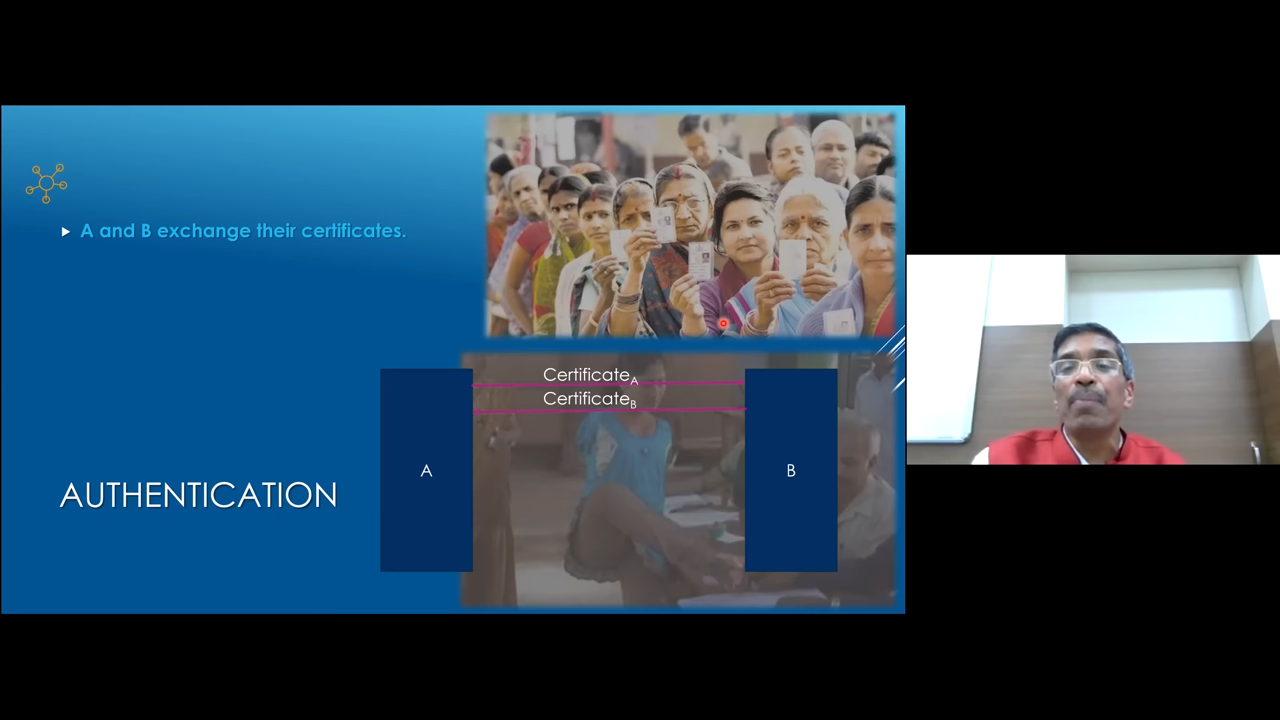 A and B exchange their certificates.
Certificate_A
Certificate_B
A
B
AUTHENTICATION